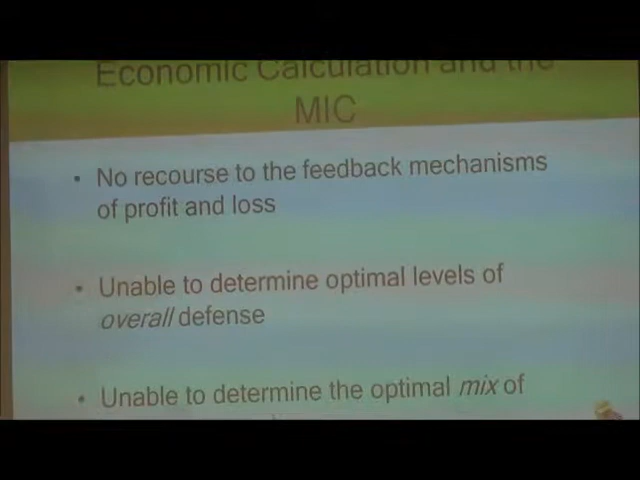 Economic Calculation and the
MIC
• No recourse to the feedback mechanisms
of profit and loss
• Unable to determine optimal levels of
overall defense
• Unable to determine the optimal mix of